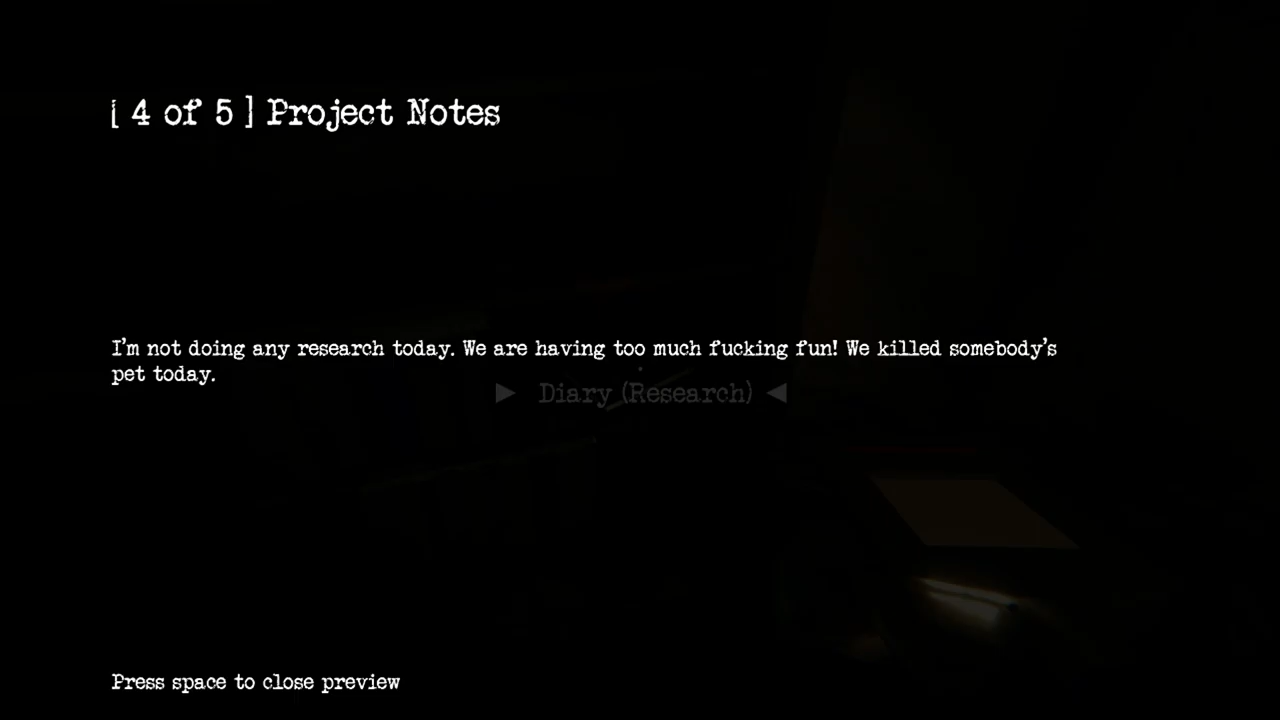 [ 4 of 5 ] Project Notes
I'm not doing any research today. We are having too much fucking fun! We killed somebody's
pet today.
► Diary (Research) ◄
Press space to close preview